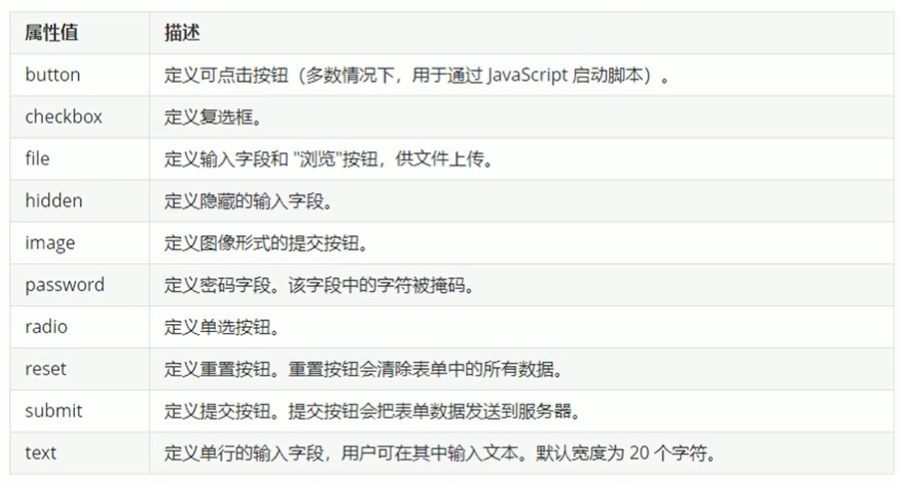 属性值 描述
button 定义可点击按钮（多数情况下，用于通过 JavaScript 启动脚本）。
checkbox 定义复选框。
file 定义输入字段和 "浏览"按钮，供文件上传。
hidden 定义隐藏的输入字段。
image 定义图像形式的提交按钮。
password 定义密码字段。该字段中的字符被掩码。
radio 定义单选按钮。
reset 定义重置按钮。重置按钮会清除表单中的所有数据。
submit 定义提交按钮。提交按钮会把表单数据发送到服务器。
text 定义单行的输入字段，用户可在其中输入文本。默认宽度为 20 个字符。